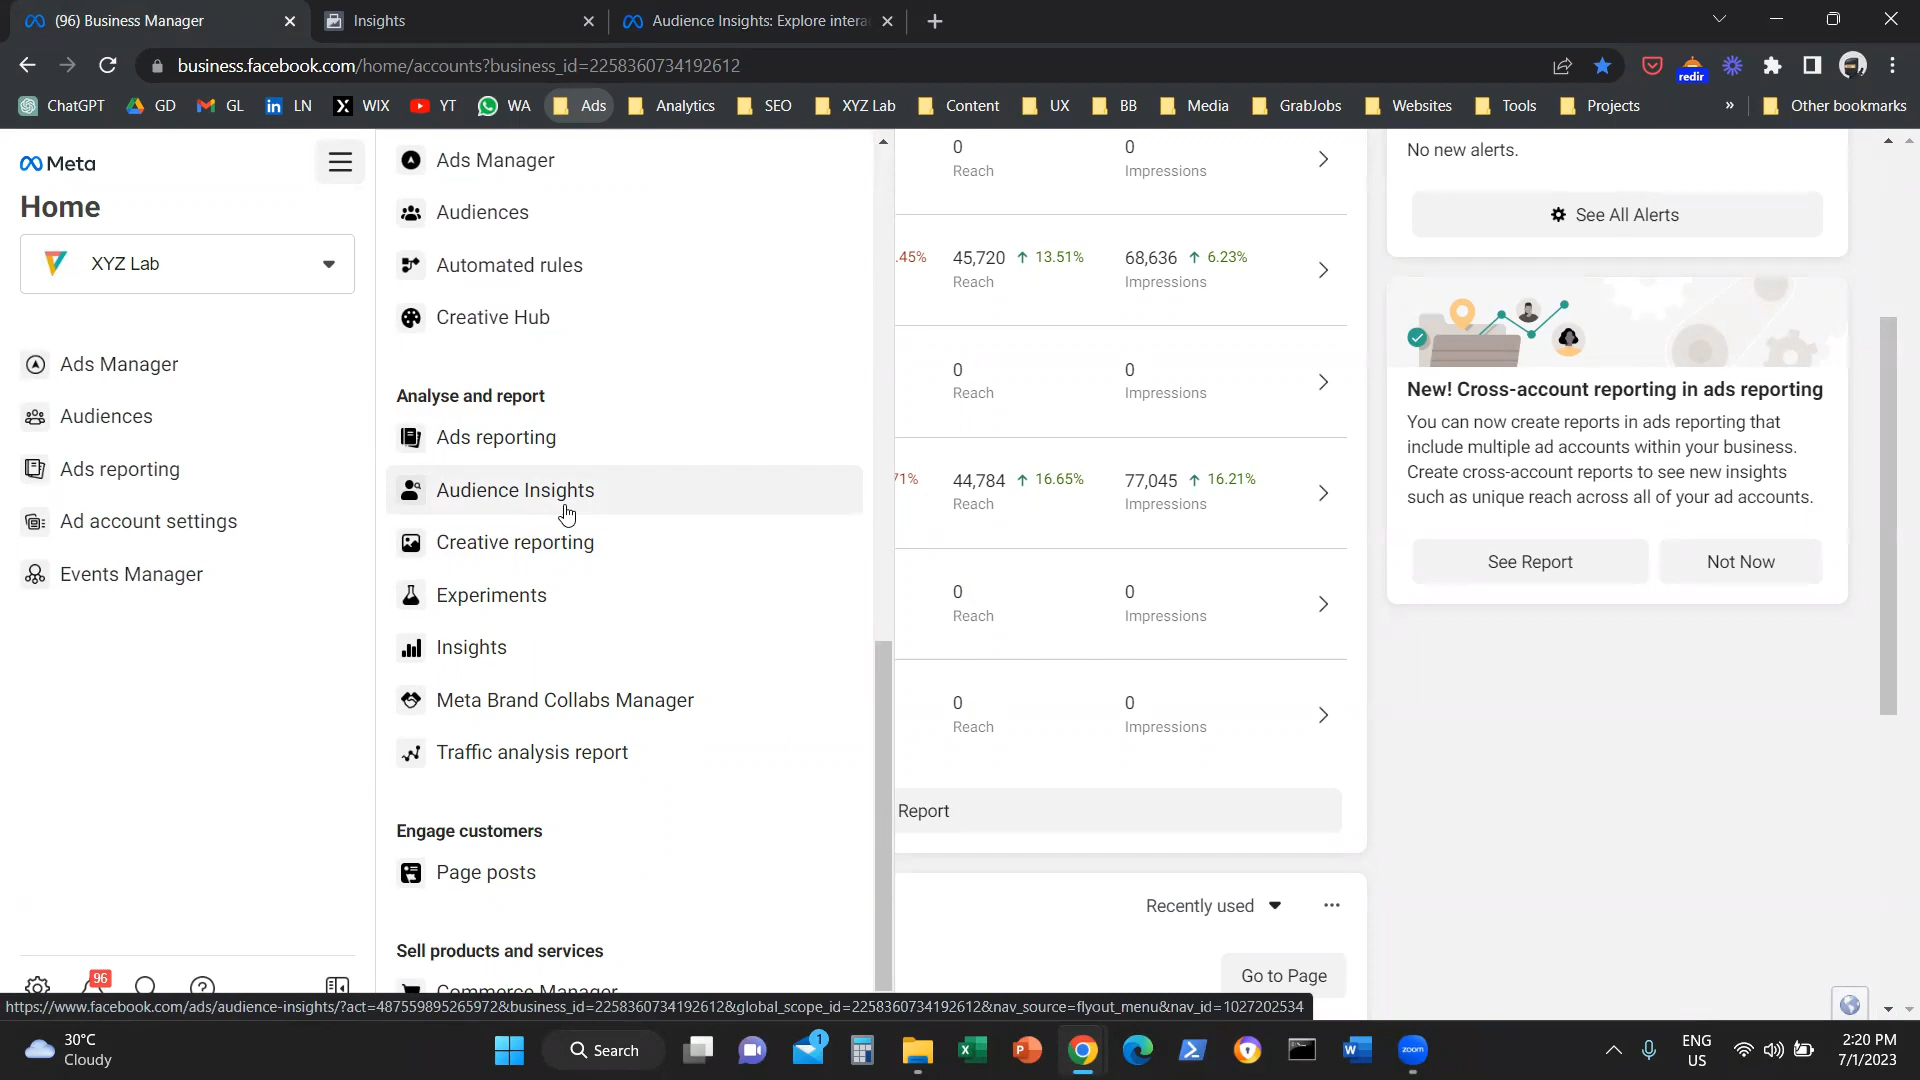 (96) Business Manager
Insights
Audience Insights: Explore intera
business.facebook.com/home/accounts?business_id=2258360734192612
redir
ChatGPT
GD
GL
LN
WIX
YT
WA
Ads
Analytics
SEO
XYZ Lab
Content
UX
BB
Media
GrabJobs
Websites
Tools
Projects
»
Other bookmarks
Meta
Home
XYZ Lab
Ads Manager
Audiences
Ads reporting
Ad account settings
Events Manager
96
Ads Manager
Audiences
Automated rules
Creative Hub
Analyse and report
Ads reporting
Audience Insights
Creative reporting
Experiments
Insights
Meta Brand Collabs Manager
Traffic analysis report
Engage customers
Page posts
Sell products and services
Commerce Manager
0 0
Reach Impressions
.45% 45,720 ↑ 13.51% 68,636 ↑ 6.23%
Reach Impressions
0 0
Reach Impressions
71% 44,784 ↑ 16.65% 77,045 ↑ 16.21%
Reach Impressions
0 0
Reach Impressions
0 0
Reach Impressions
Report
Recently used
Go to Page
No new alerts.
See All Alerts
New! Cross-account reporting in ads reporting
You can now create reports in ads reporting that
include multiple ad accounts within your business.
Create cross-account reports to see new insights
such as unique reach across all of your ad accounts.
See Report
Not Now
https://www.facebook.com/ads/audience-insights/?act=487559895265972&business_id=2258360734192612&global_scope_id=2258360734192612&nav_source=flyout_menu&nav_id=1027202534
30°C
Cloudy
Search
1
zoom
ENG
US
2:20 PM
7/1/2023